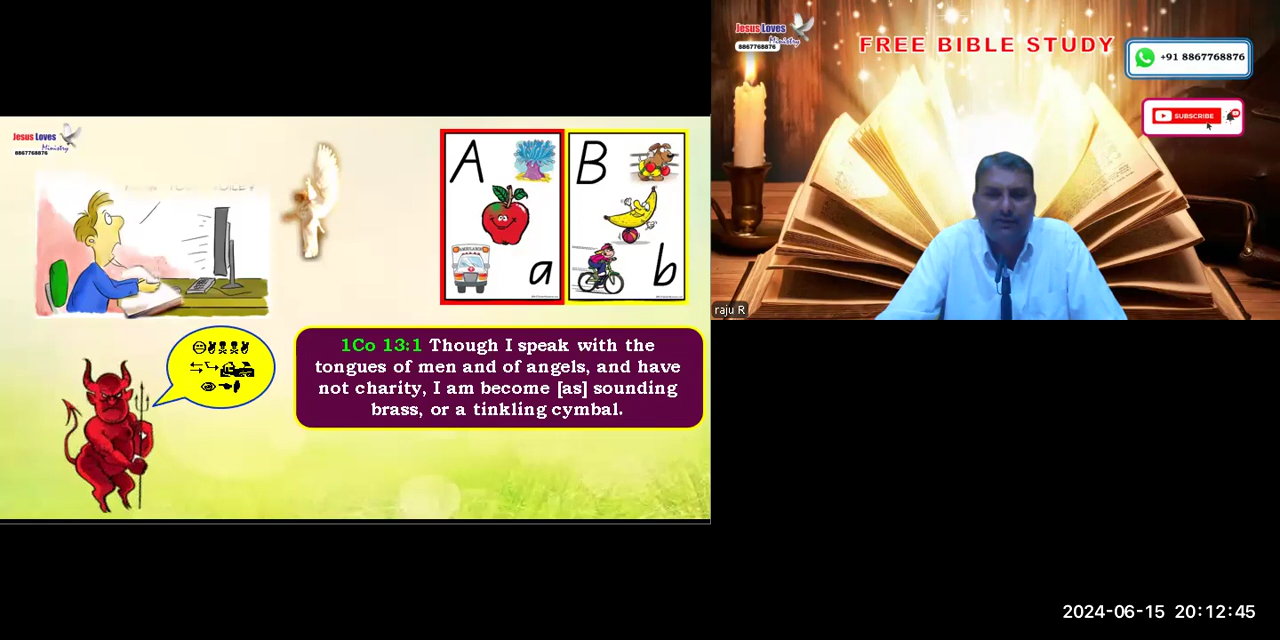 Jesus Loves
Ministry
8867768876
A
a
AMBULANCE
B
b
1Co 13:1 Though I speak with the
tongues of men and of angels, and have
not charity, I am become [as] sounding
brass, or a tinkling cymbal.
Jesus Loves
Ministry
8867768876
FREE BIBLE STUDY
+91 8867768876
SUBSCRIBE
raju R
2024-06-15 20:12:45